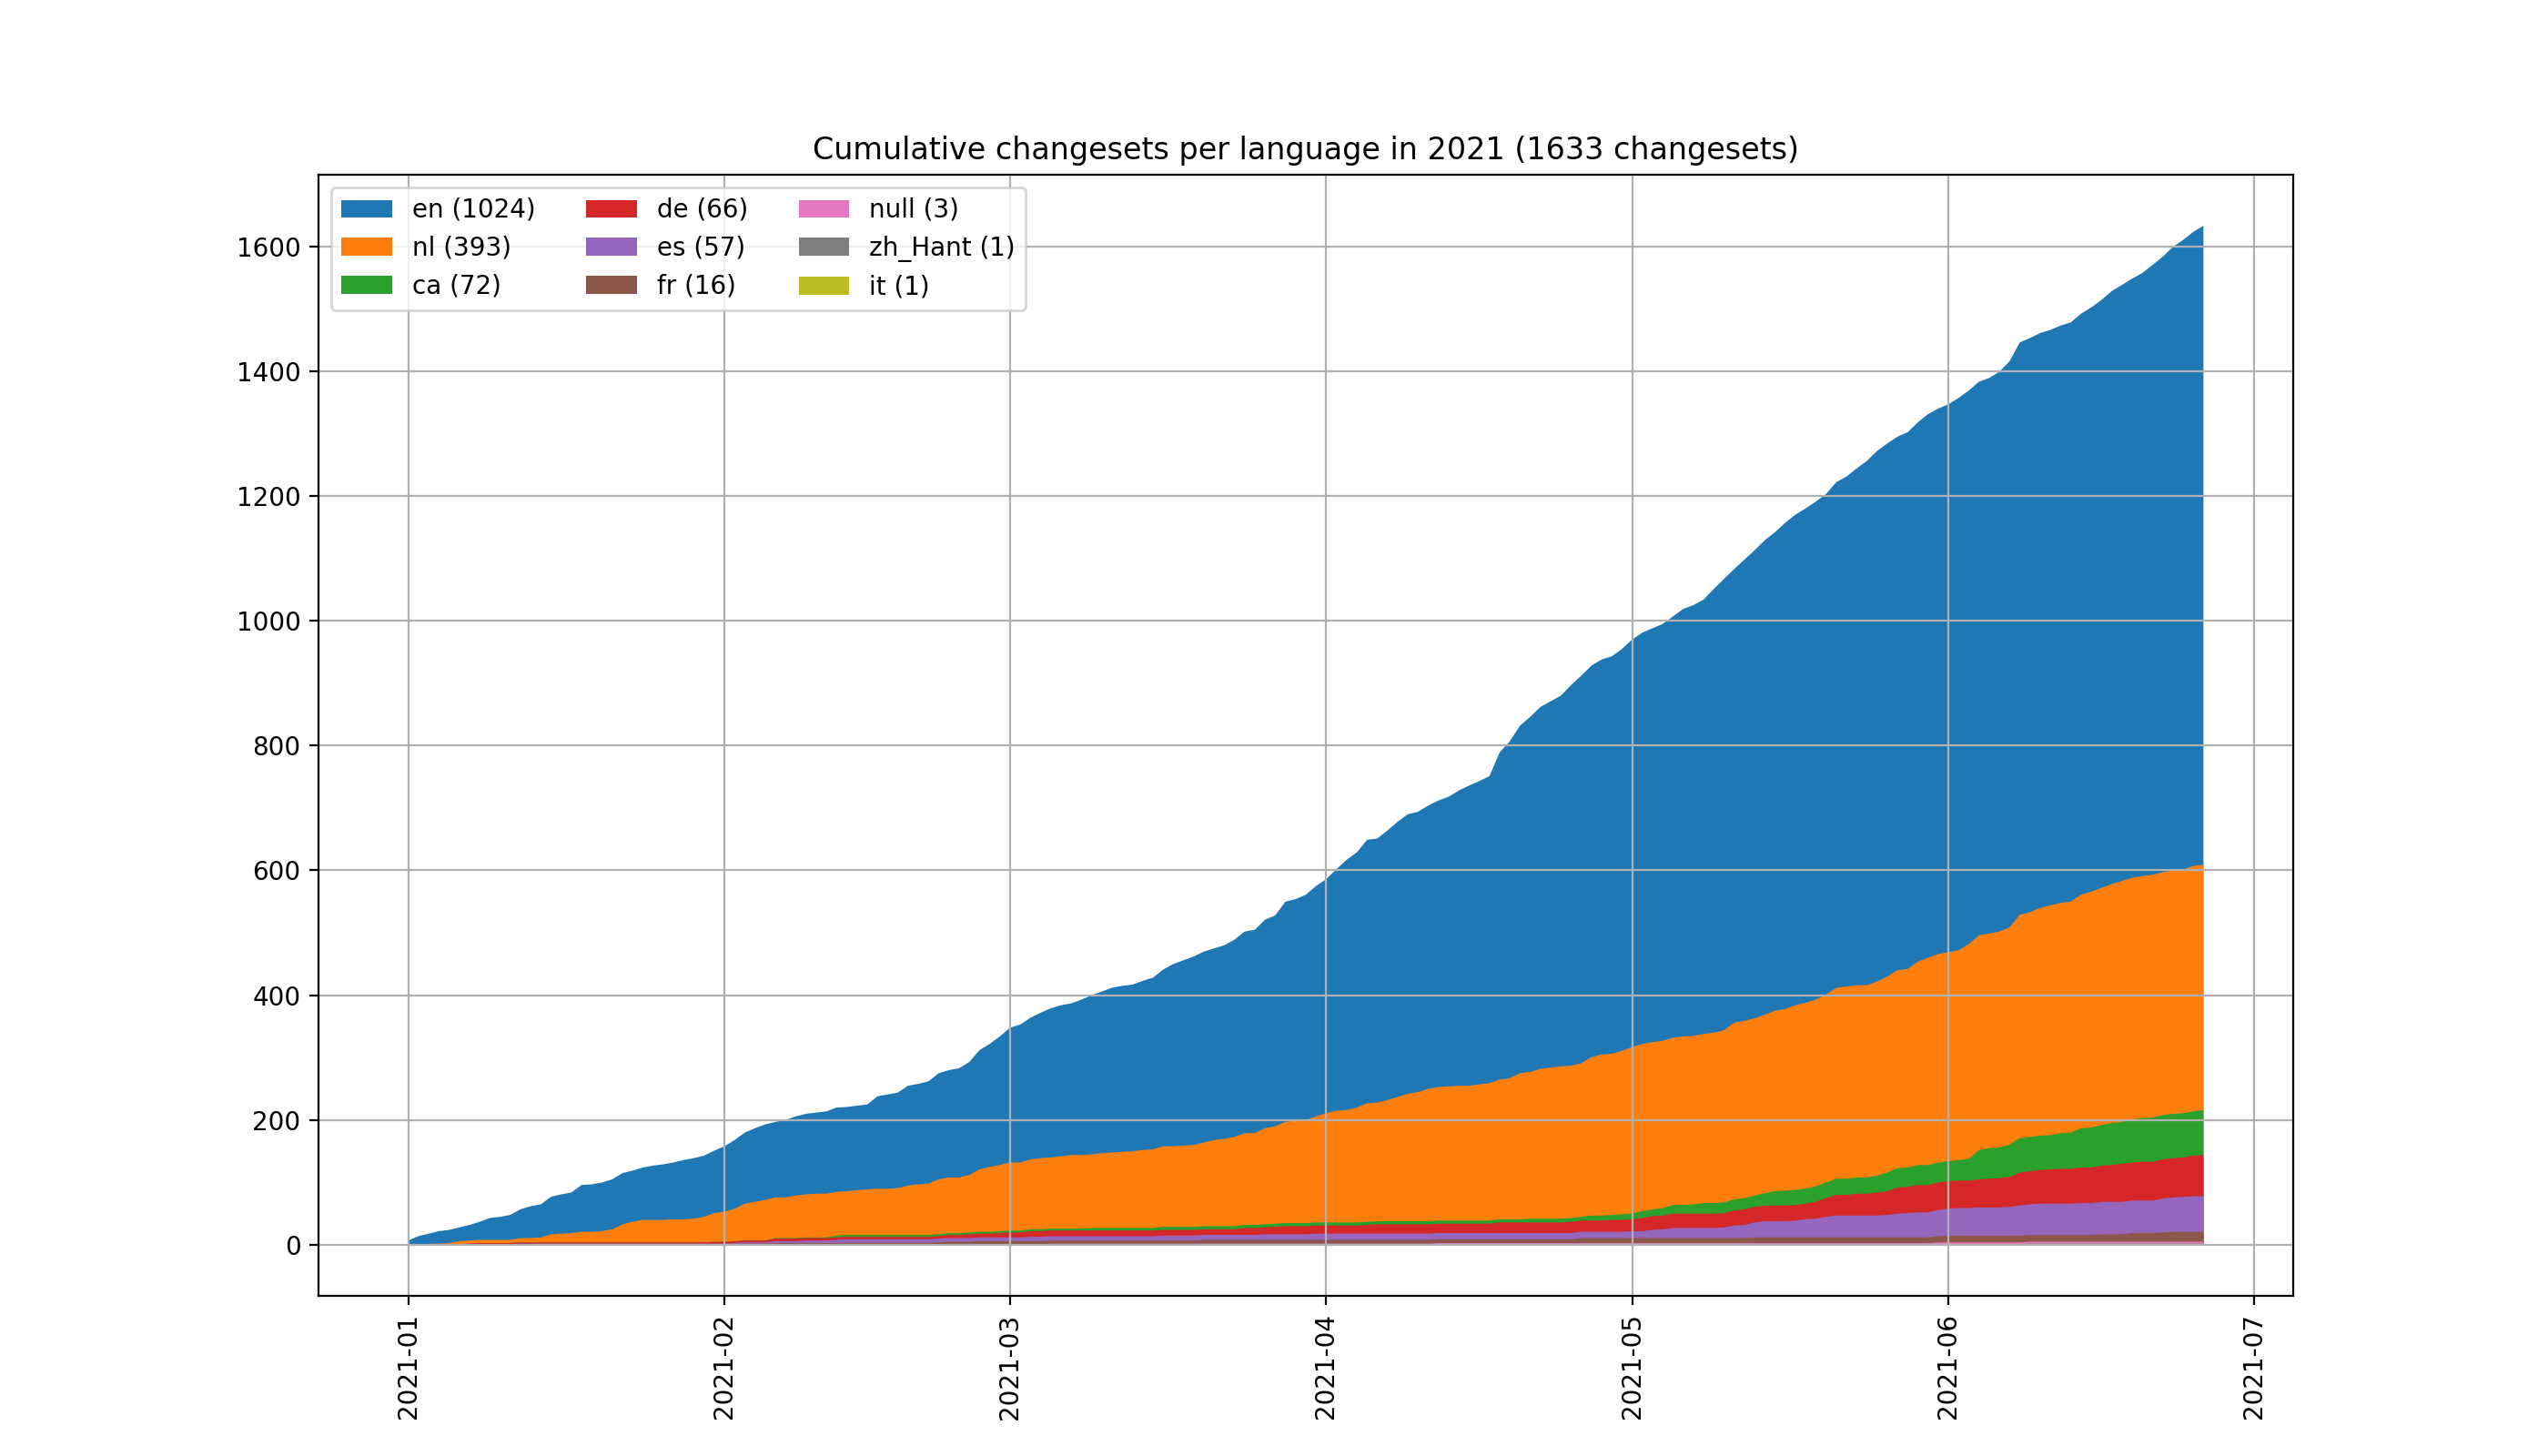 Cumulative changesets per language in 2021 (1633 changesets)
en (1024)
nl (393)
ca (72)
de (66)
es (57)
fr (16)
null (3)
zh_Hant (1)
it (1)
1600
1400
1200
1000
800
600
400
200
0
2021-01
2021-02
2021-03
2021-04
2021-05
2021-06
2021-07